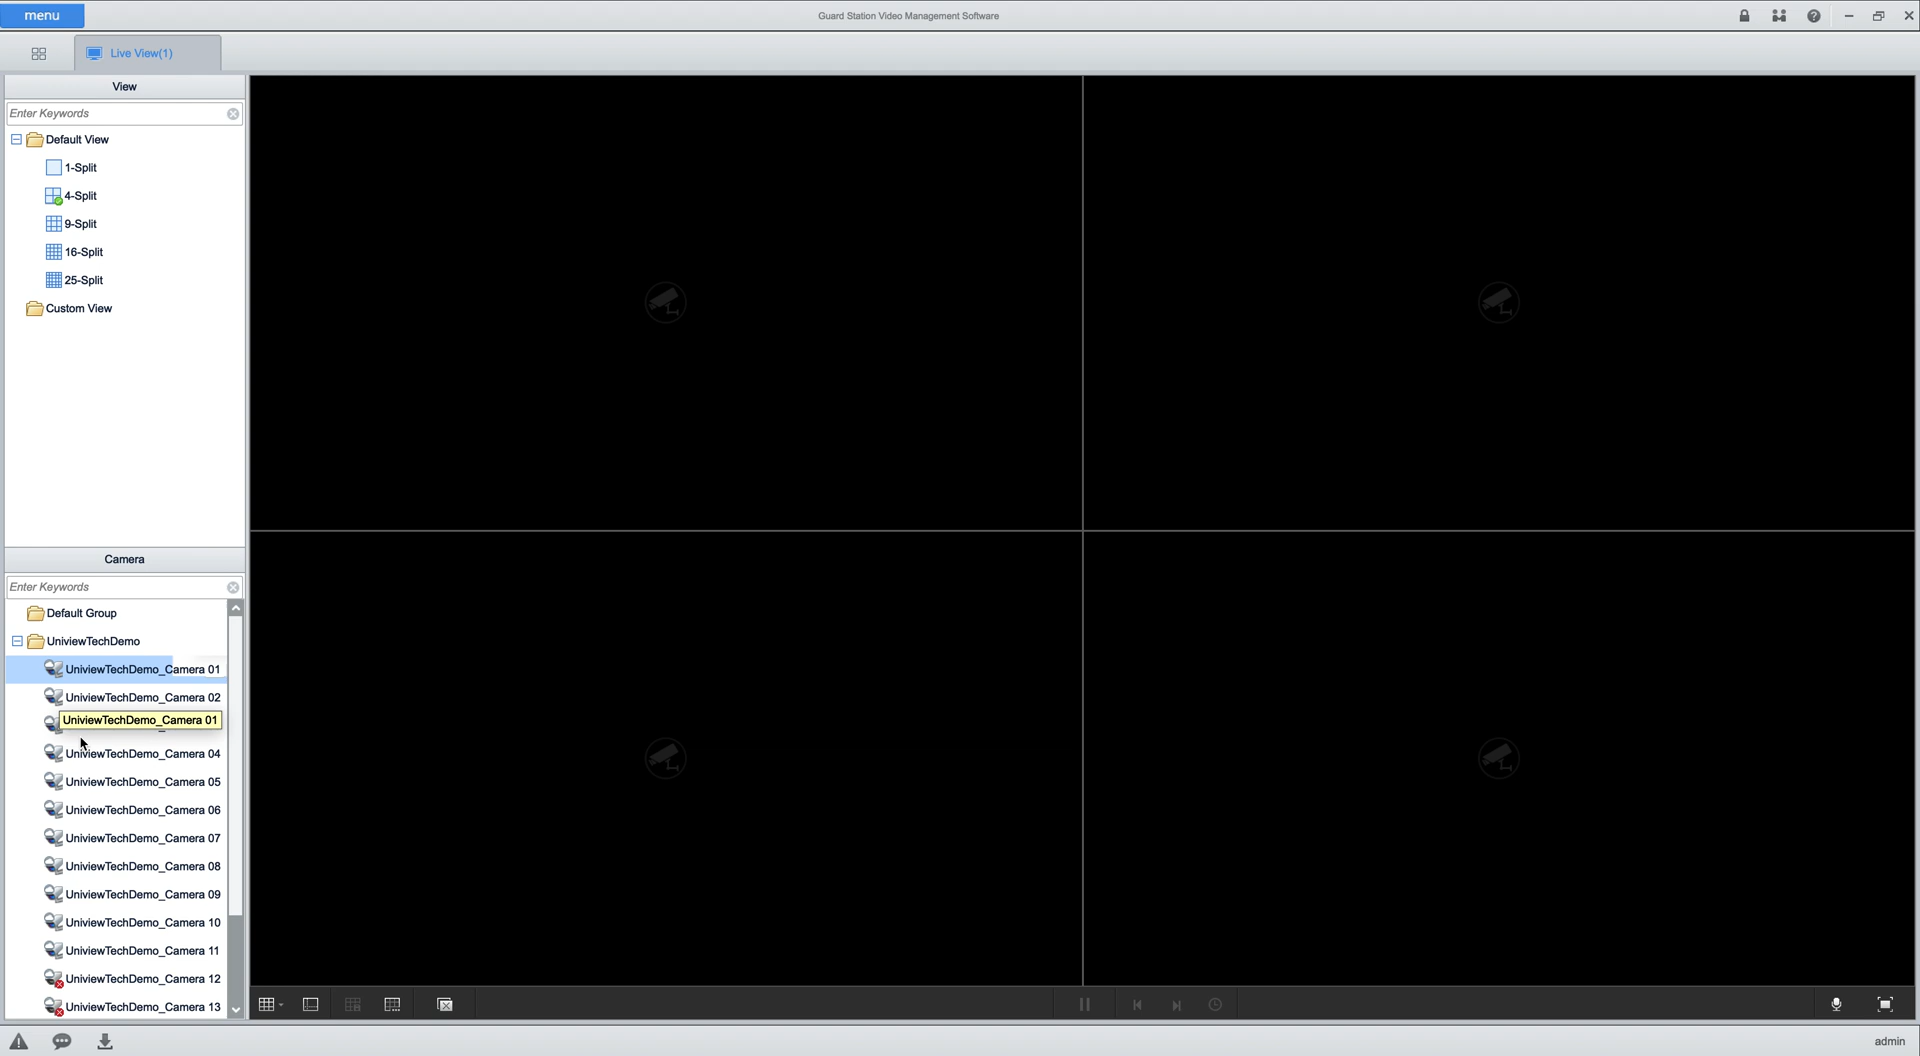 menu
Guard Station Video Management Software
Live View(1)
View
Enter Keywords
Default View
1-Split
4-Split
9-Split
16-Split
25-Split
Custom View
Camera
Enter Keywords
Default Group
UniviewTechDemo
UniviewTechDemo_Camera 01
UniviewTechDemo_Camera 02
UniviewTechDemo_Camera 01
UniviewTechDemo_Camera 04
UniviewTechDemo_Camera 05
UniviewTechDemo_Camera 06
UniviewTechDemo_Camera 07
UniviewTechDemo_Camera 08
UniviewTechDemo_Camera 09
UniviewTechDemo_Camera 10
UniviewTechDemo_Camera 11
UniviewTechDemo_Camera 12
UniviewTechDemo_Camera 13
admin